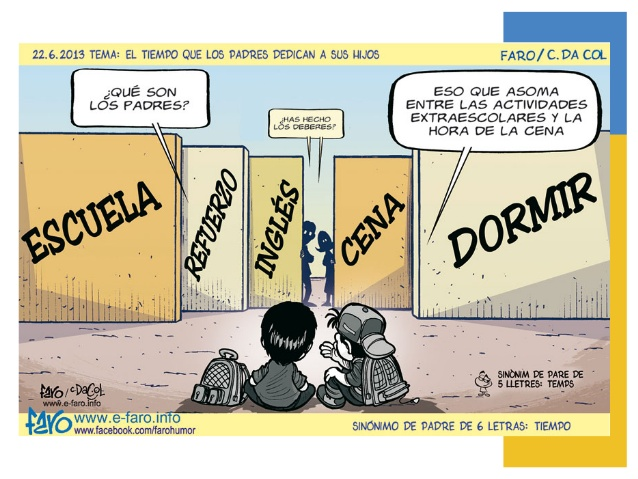 22.6.2013 TEMA: EL TIEMPO QUE LOS PADRES DEDICAN A SUS HIJOS
FARO/C. DA COL
¿QUÉ SON
LOS PADRES?
¿HAS HECHO
LOS DEBERES?
ESO QUE ASOMA
ENTRE LAS ACTIVIDADES
EXTRAESCOLARES Y LA
HORA DE LA CENA
ESCUELA
REFUERZO
INGLÉS
CENA
DORMIR
SINÒNIM DE PARE DE
5 LLETRES: TEMPS
FARO/C.DACOL
www.e-faro.info
FARO
www.e-faro.info
www.facebook.com/farohumor
SINÓNIMO DE PADRE DE 6 LETRAS: TIEMPO